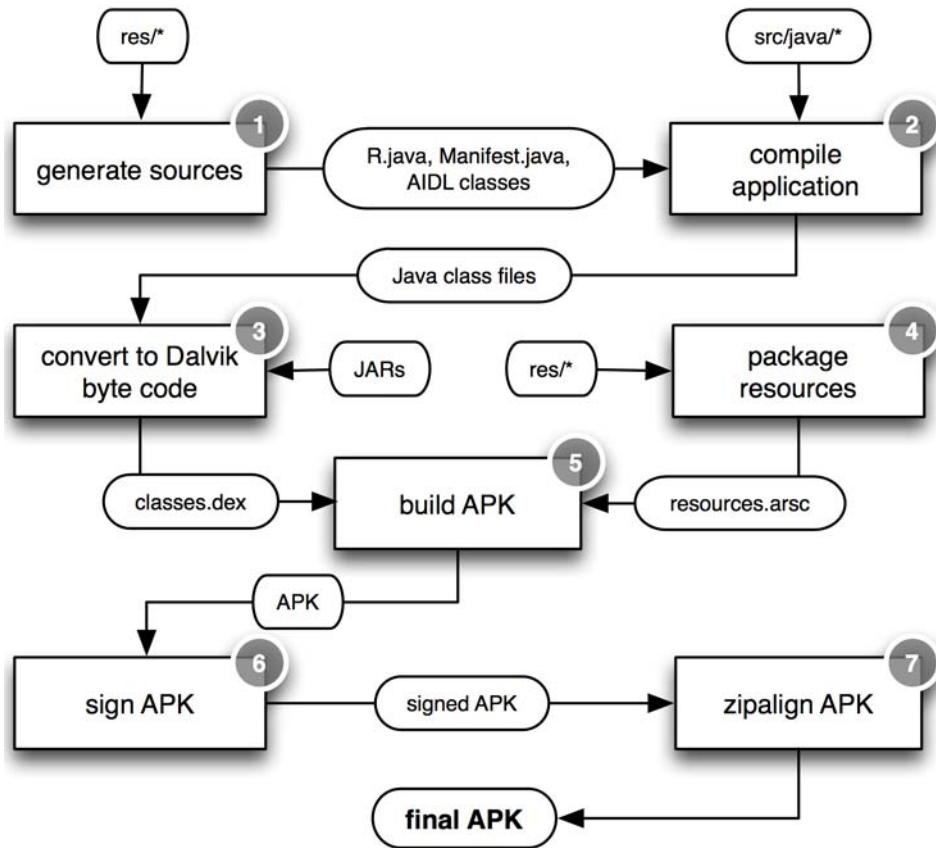 res/*
src/java/*
1
generate sources
R.java, Manifest.java,
AIDL classes
2
compile
application
Java class files
3
convert to Dalvik
byte code
JARs
res/*
4
package
resources
classes.dex
5
build APK
resources.arsc
APK
6
sign APK
signed APK
7
zipalign APK
final APK